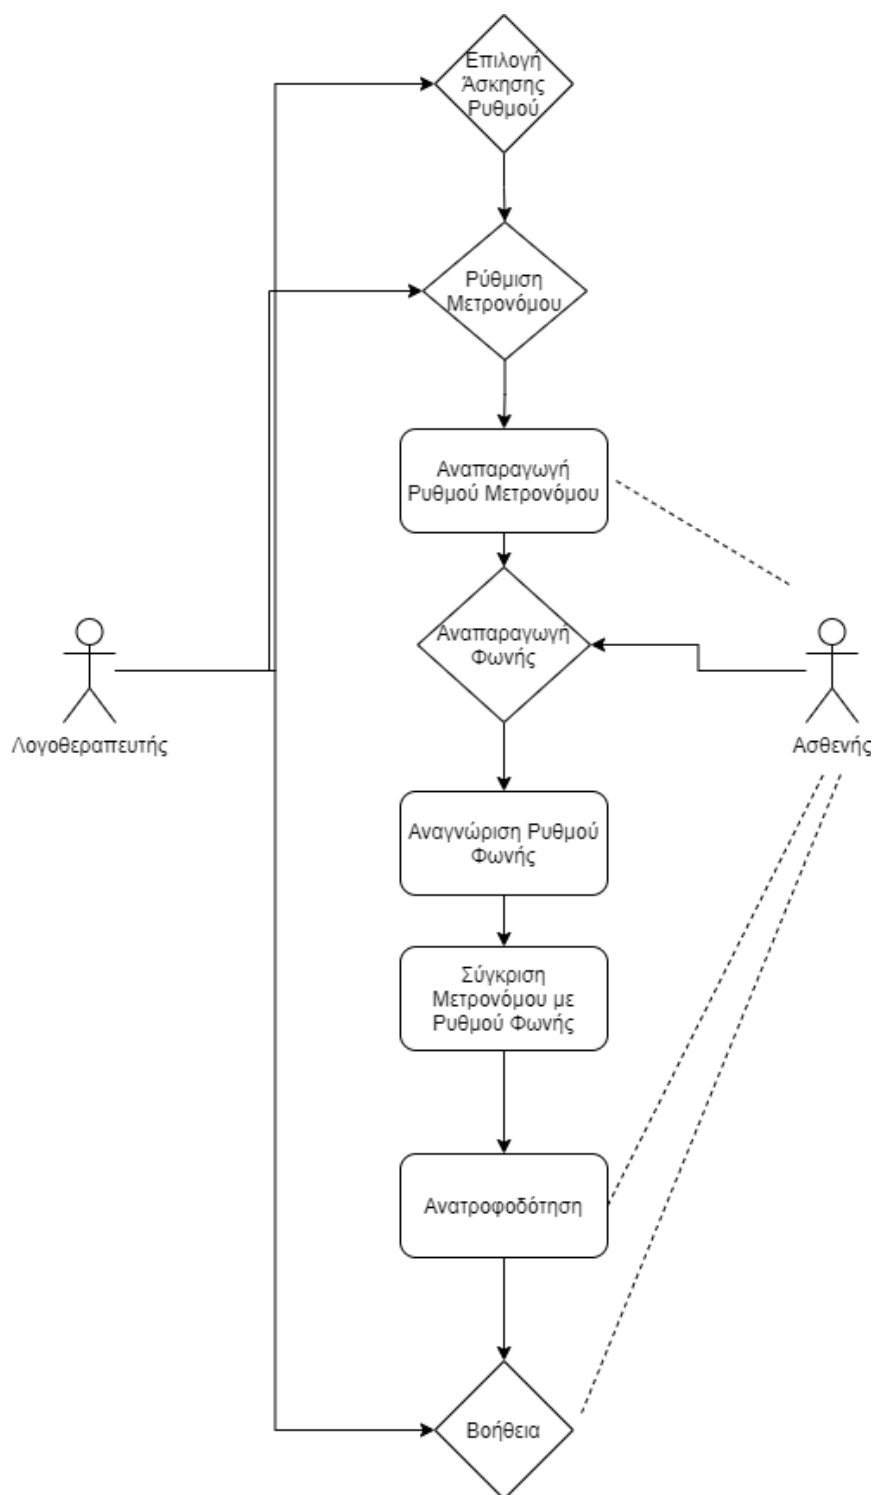 Επιλογή
Άσκησης
Ρυθμού
Ρύθμιση
Μετρονόμου
Αναπαραγωγή
Ρυθμού Μετρονόμου
Αναπαραγωγή
Φωνής
Λογοθεραπευτής
Ασθενής
Αναγνώριση Ρυθμού
Φωνής
Σύγκριση
Μετρονόμου με
Ρυθμού Φωνής
Ανατροφοδότηση
Βοήθεια